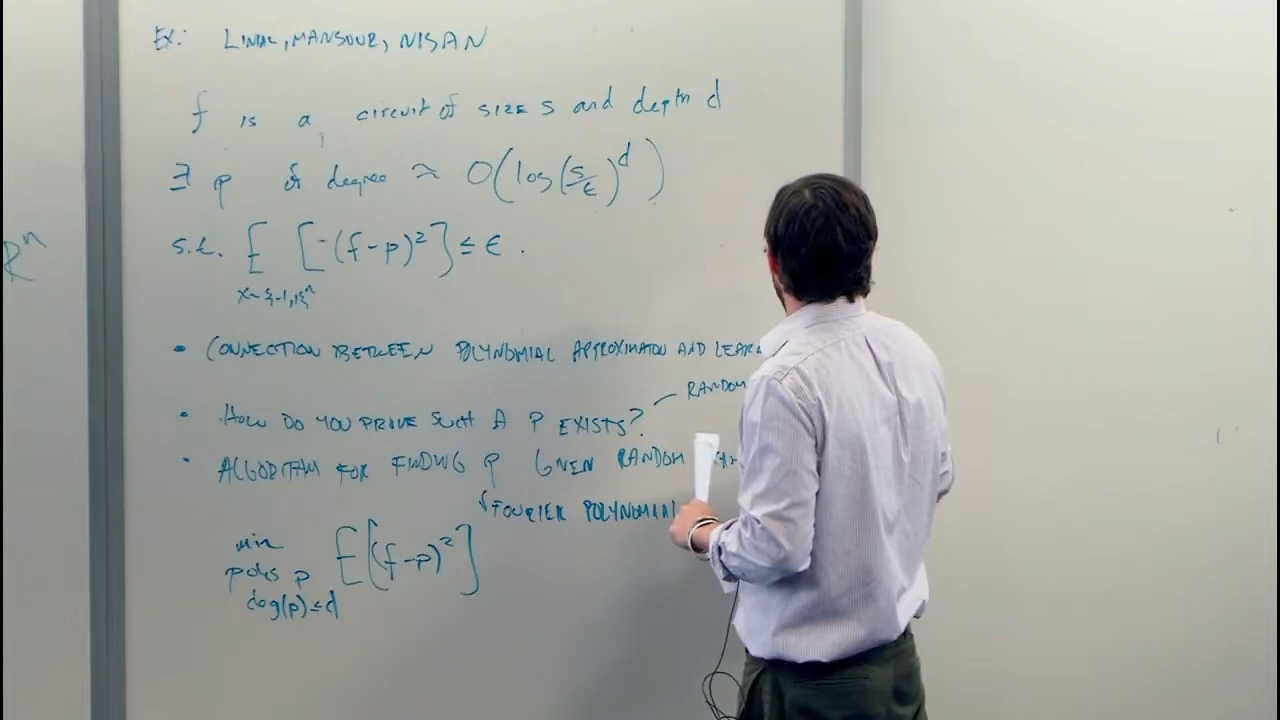 Ex: LINIAL, MANSOUR, NISAN
f is a circuit of size s and depth d
∃ p of degree ≈ O(log(s/ε)^d)
s.t. E [(f-p)²] ≤ ε.
x~{-1,1}^n
R^n
• CONNECTION BETWEEN POLYNOMIAL APPROXIMATION AND LEARN
RANDOM
• HOW DO YOU PROVE SUCH A P EXISTS?
• ALGORITHM FOR FINDING P GIVEN RANDOM
FOURIER POLYNOMIAL
min E[(f-p)²]
polys p
deg(p)≤d